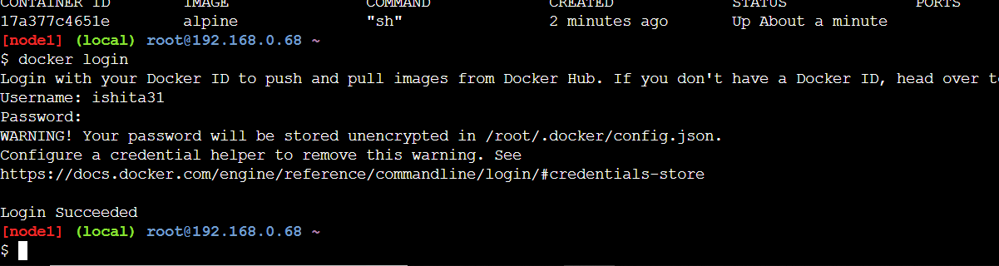 CONTAINER ID IMAGE COMMAND CREATED STATUS PORTS
17a377c4651e alpine "sh" 2 minutes ago Up About a minute
[node1] (local) root@192.168.0.68 ~
$ docker login
Login with your Docker ID to push and pull images from Docker Hub. If you don't have a Docker ID, head over t
Username: ishita31
Password:
WARNING! Your password will be stored unencrypted in /root/.docker/config.json.
Configure a credential helper to remove this warning. See
https://docs.docker.com/engine/reference/commandline/login/#credentials-store
Login Succeeded
[node1] (local) root@192.168.0.68 ~
$